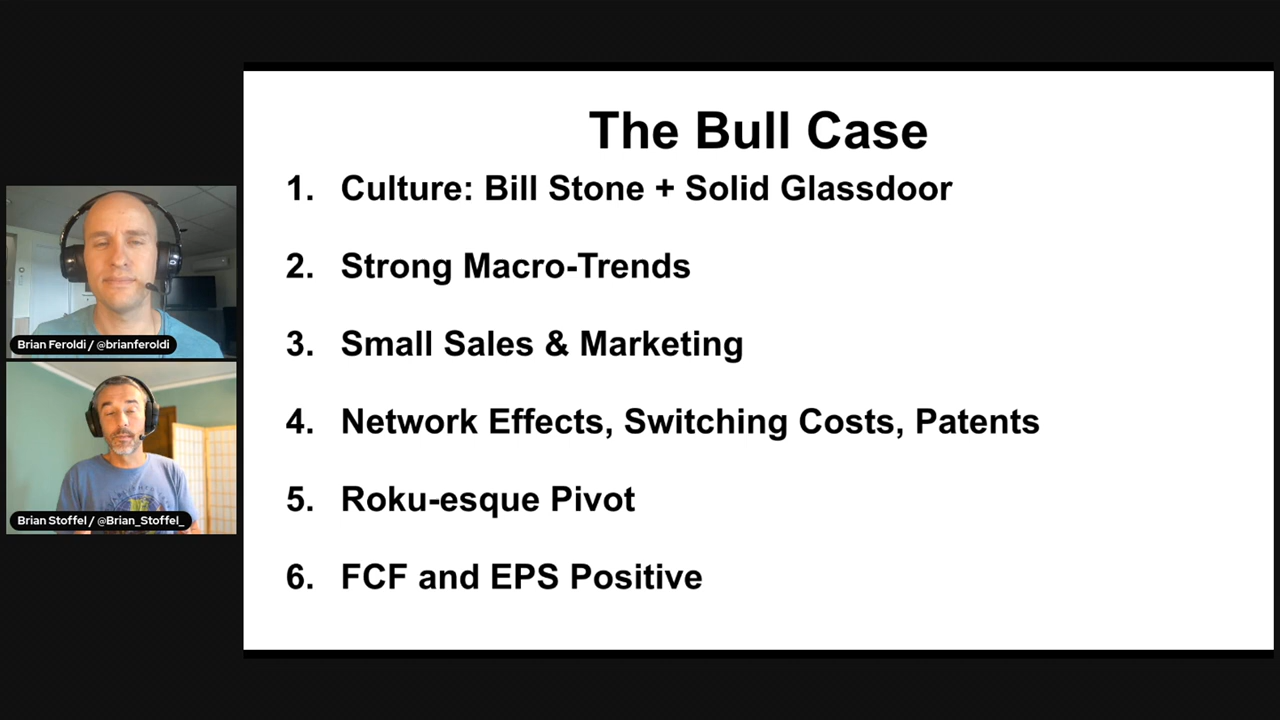 The Bull Case
1. Culture: Bill Stone + Solid Glassdoor
2. Strong Macro-Trends
3. Small Sales & Marketing
4. Network Effects, Switching Costs, Patents
5. Roku-esque Pivot
6. FCF and EPS Positive
Brian Feroldi / @brianferoldi
Brian Stoffel / @Brian_Stoffel_